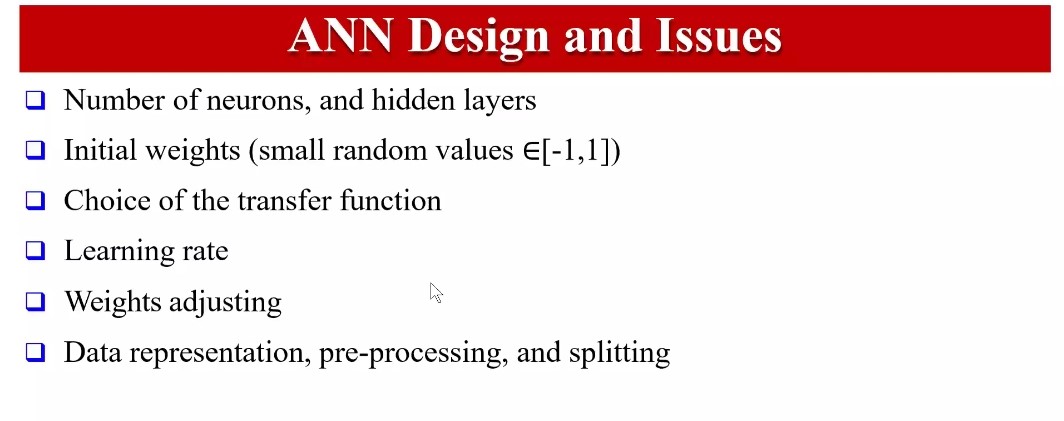 ANN Design and Issues
Number of neurons, and hidden layers
Initial weights (small random values ∈[-1,1])
Choice of the transfer function
Learning rate
Weights adjusting
Data representation, pre-processing, and splitting